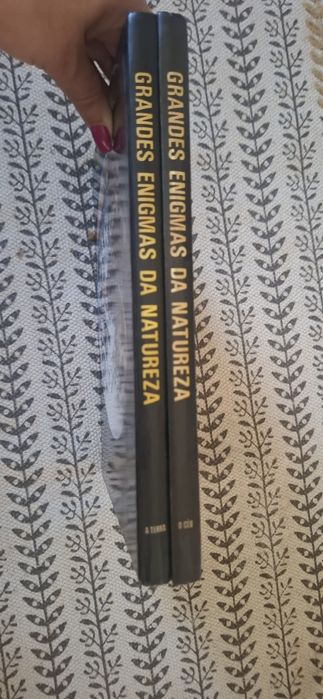 GRANDES ENIGMAS DA NATUREZA
A TERRA
GRANDES ENIGMAS DA NATUREZA
O CÉU